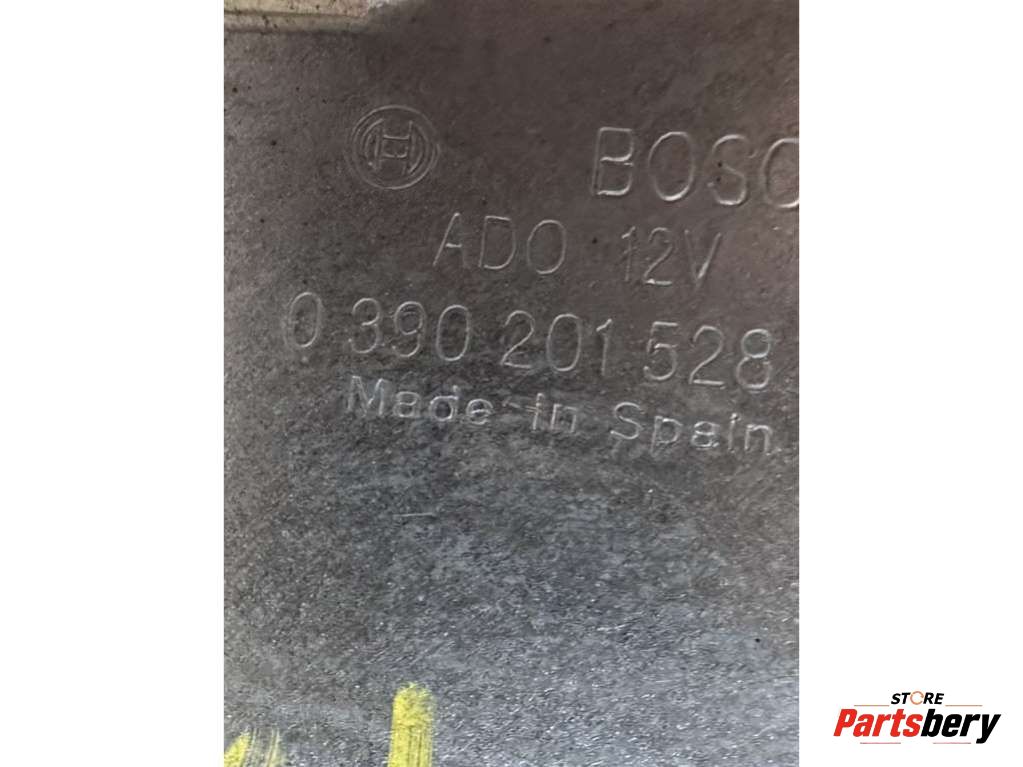 BOSC
ADO 12V
0 390 201 528
Made in Spain
STORE
Partsbery